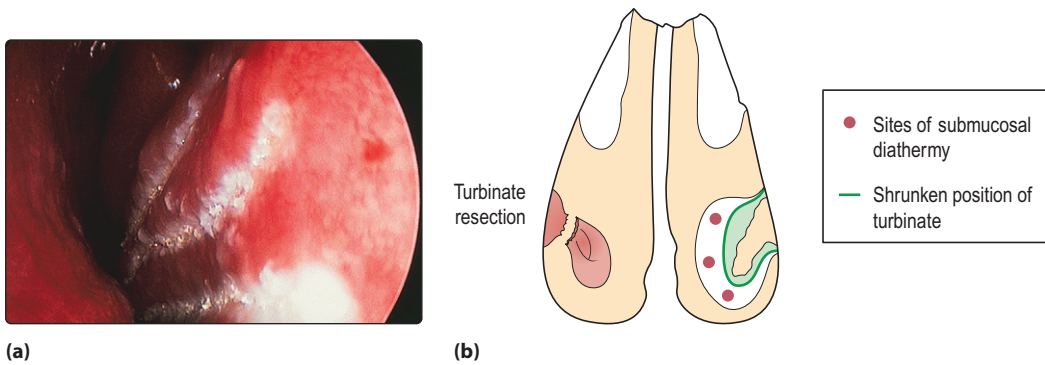 Turbinate
resection
Sites of submucosal
diathermy
Shrunken position of
turbinate
(a)
(b)